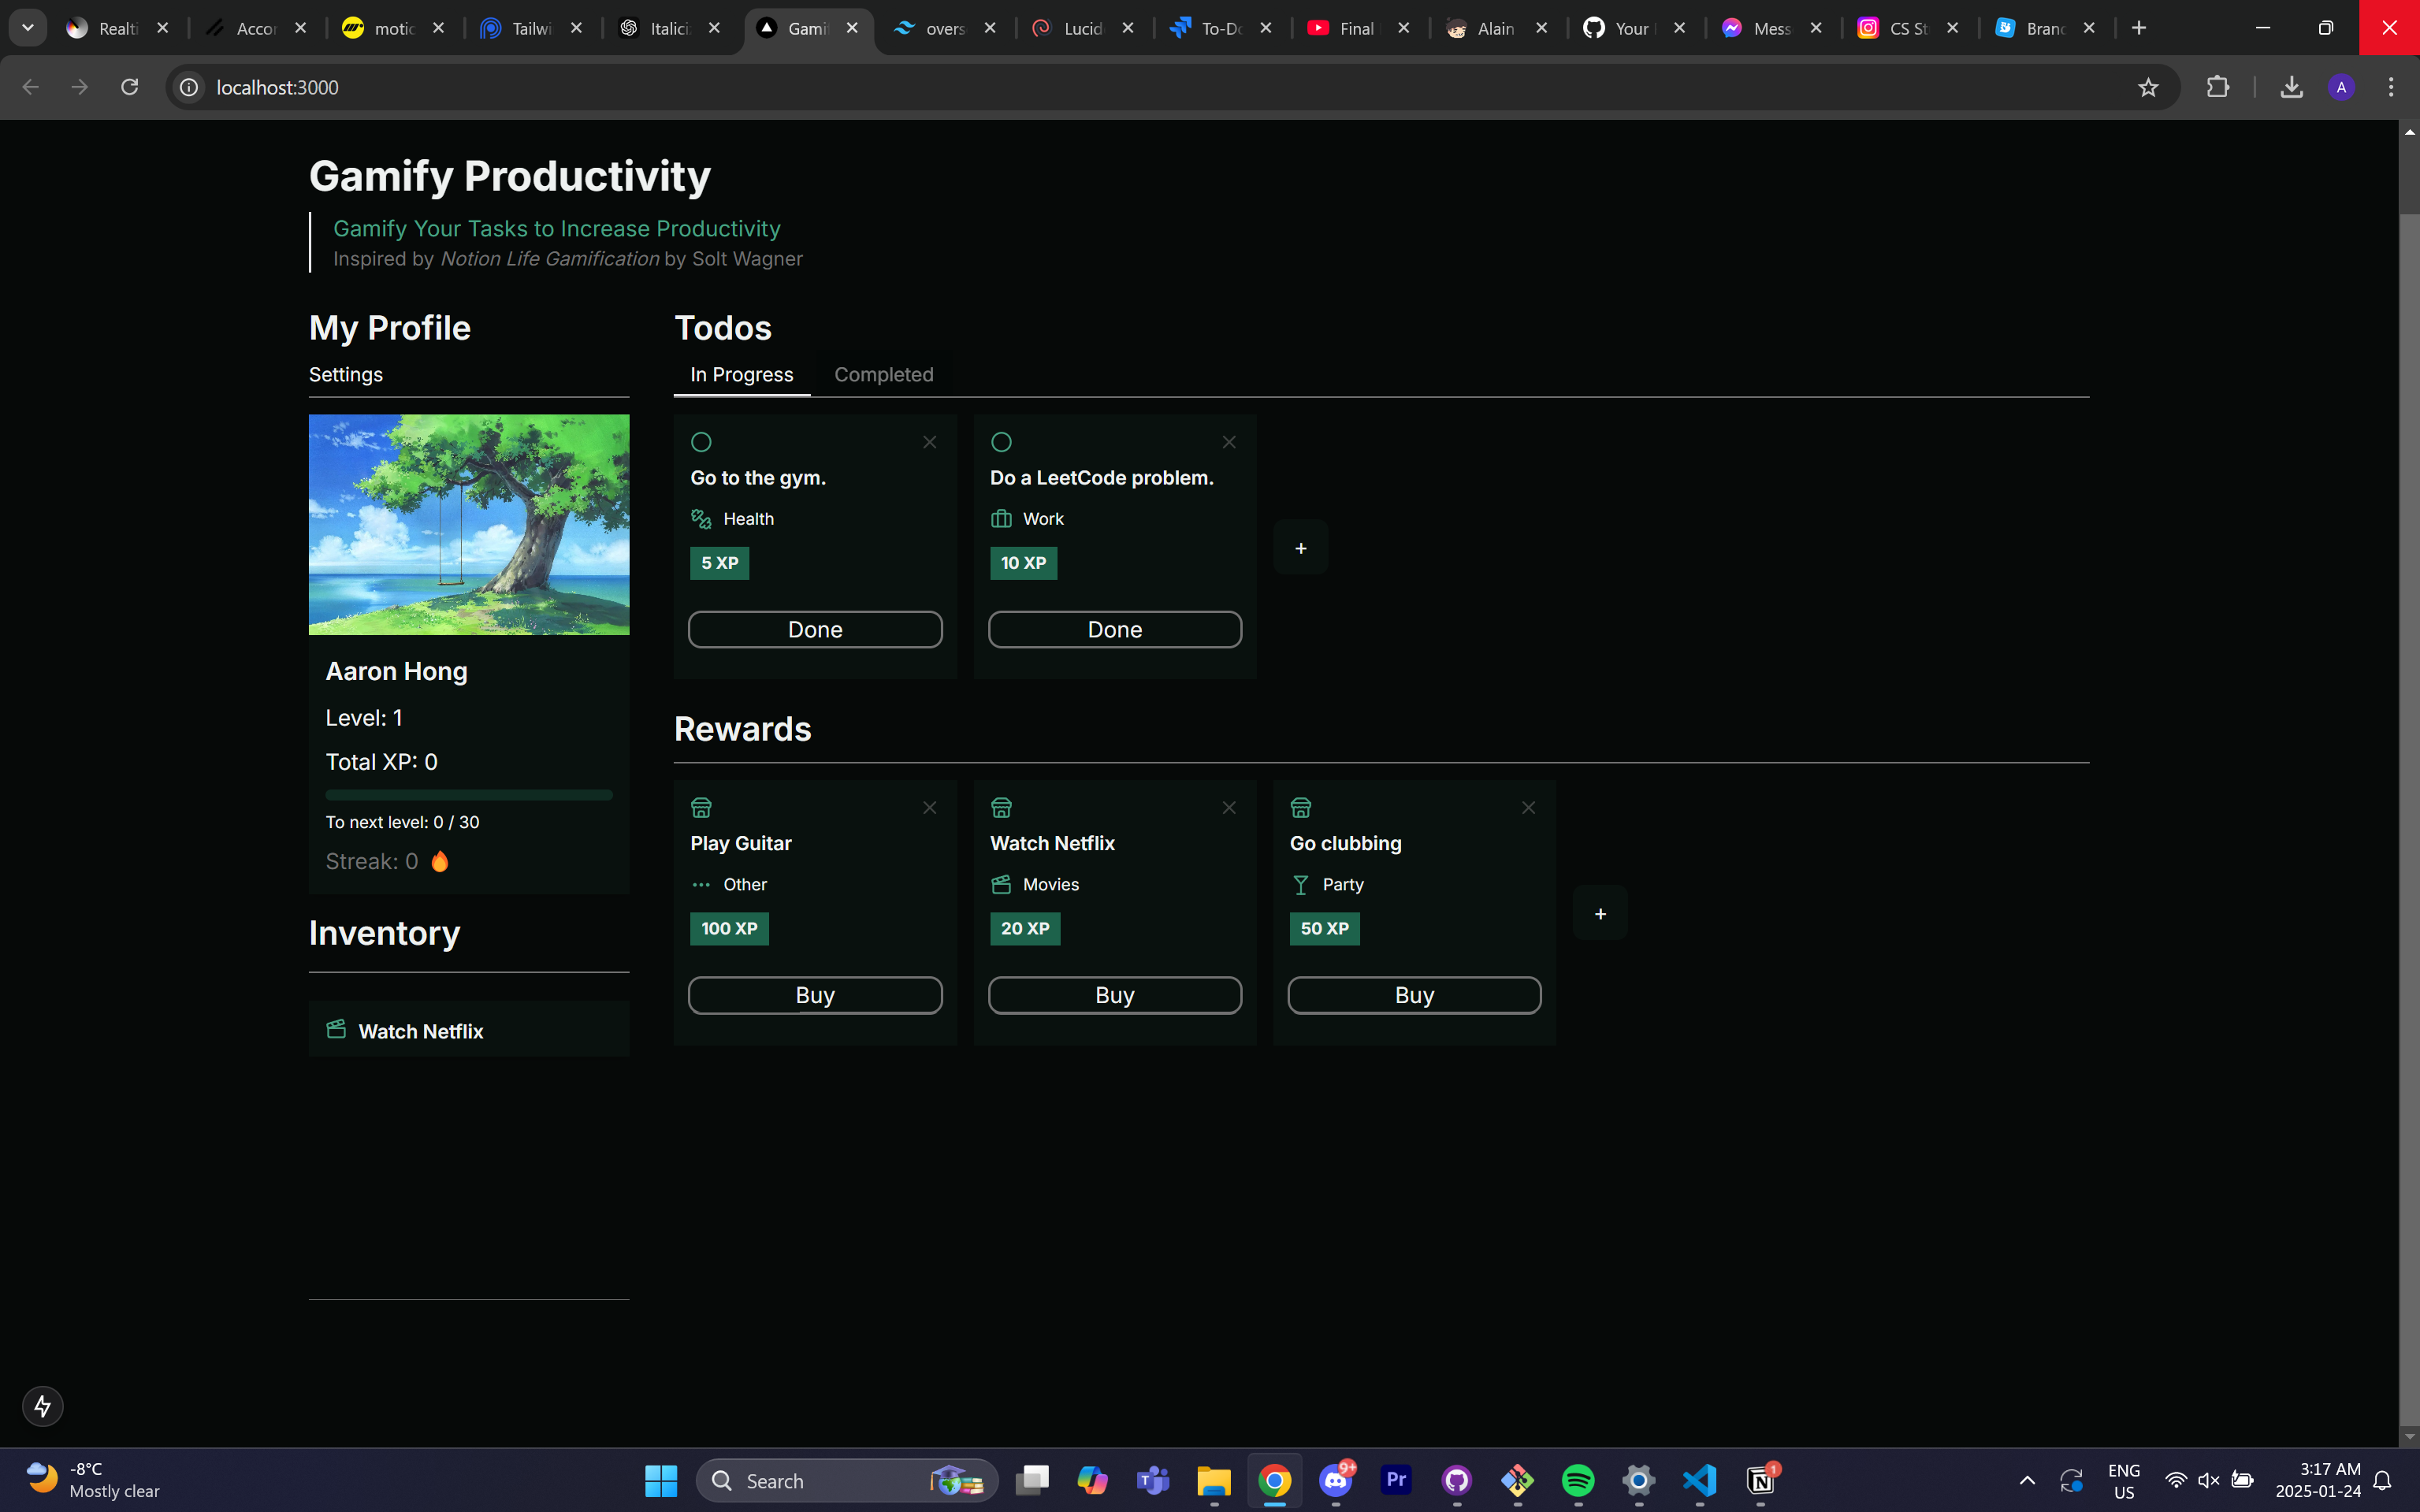 Realti
Accor
motic
Tailwi
Italici
Gamif
overs
Lucid
To-Do
Final
Alain
Your
Mess
CS St
Branc
localhost:3000
Gamify Productivity
Gamify Your Tasks to Increase Productivity
Inspired by Notion Life Gamification by Solt Wagner
My Profile
Settings
Aaron Hong
Level: 1
Total XP: 0
To next level: 0 / 30
Streak: 0
Inventory
Watch Netflix
Todos
In Progress Completed
Go to the gym.
Health
5 XP
Done
Do a LeetCode problem.
Work
10 XP
Done
+
Rewards
Play Guitar
Other
100 XP
Buy
Watch Netflix
Movies
20 XP
Buy
Go clubbing
Party
50 XP
Buy
+
-8°C
Mostly clear
Search
9+
Pr
1
ENG
US
3:17 AM
2025-01-24